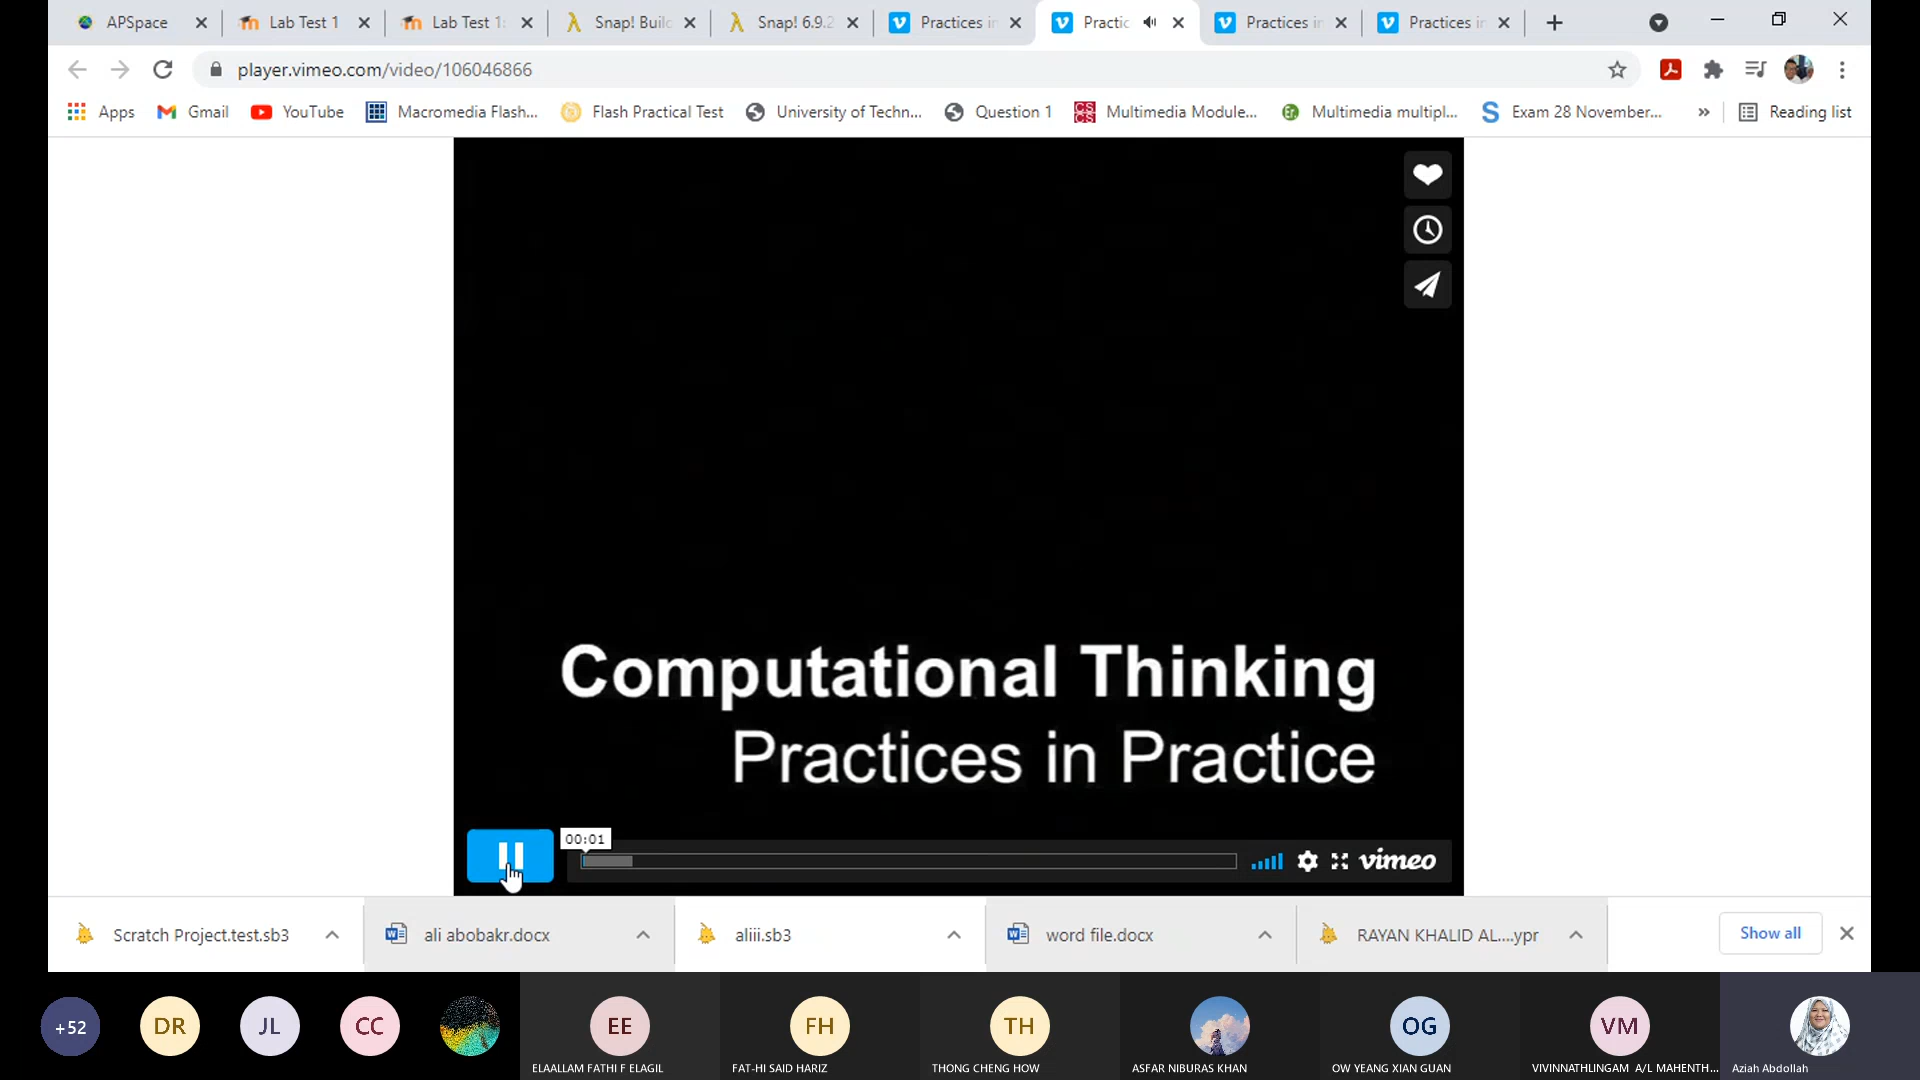 APSpace
Lab Test 1
Lab Test 1:
Snap! Buil
Snap! 6.9.2
Practices in
Practic
Practices in
Practices in
player.vimeo.com/video/106046866
Apps
Gmail
YouTube
Macromedia Flash...
Flash Practical Test
University of Techn...
Question 1
Multimedia Module...
Multimedia multipl...
Exam 28 November...
»
Reading list
Computational Thinking
Practices in Practice
00:01
vimeo
Scratch Project.test.sb3
ali abobakr.docx
aliii.sb3
word file.docx
RAYAN KHALID AL....ypr
Show all
+52
DR
JL
CC
EE
FH
TH
OG
VM
ELAALLAM FATHI F ELAGIL
FAT-HI SAID HARIZ
THONG CHENG HOW
ASFAR NIBURAS KHAN
OW YEANG XIAN GUAN
VIVINNATHLINGAM A/L MAHENTH...
Aziah Abdollah